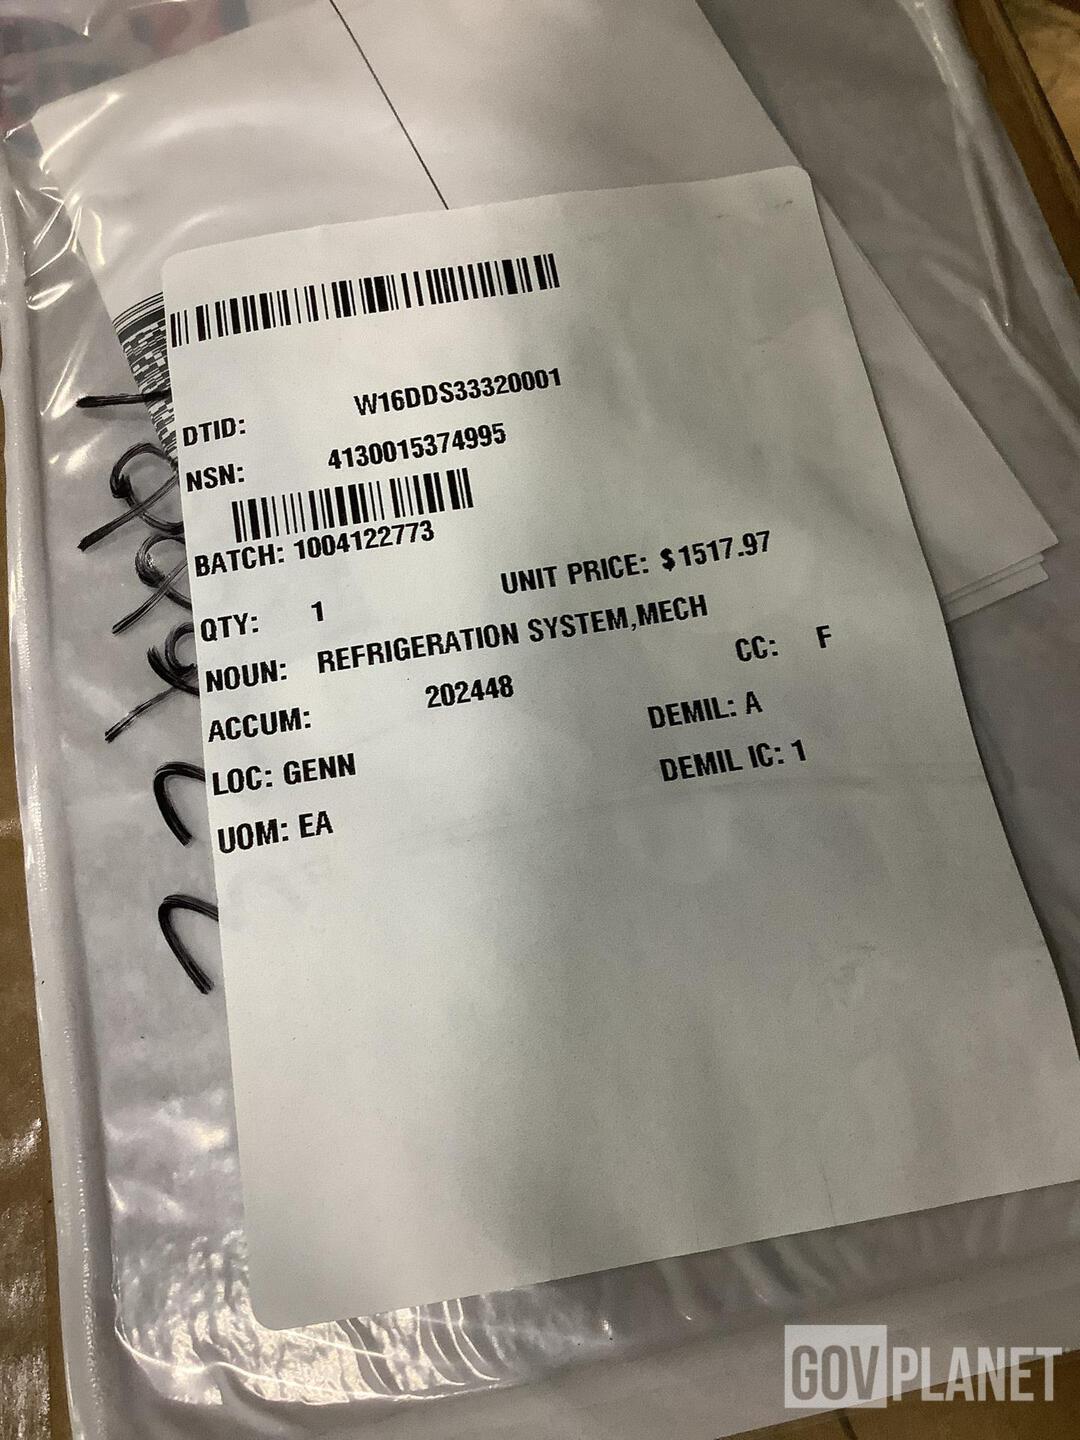 DTID: W16DDS33320001
NSN: 4130015374995
BATCH: 1004122773
QTY: 1 UNIT PRICE: $1517.97
NOUN: REFRIGERATION SYSTEM,MECH
ACCUM: 202448 CC: F
LOC: GENN DEMIL: A
UOM: EA DEMIL IC: 1
GOVPLANET